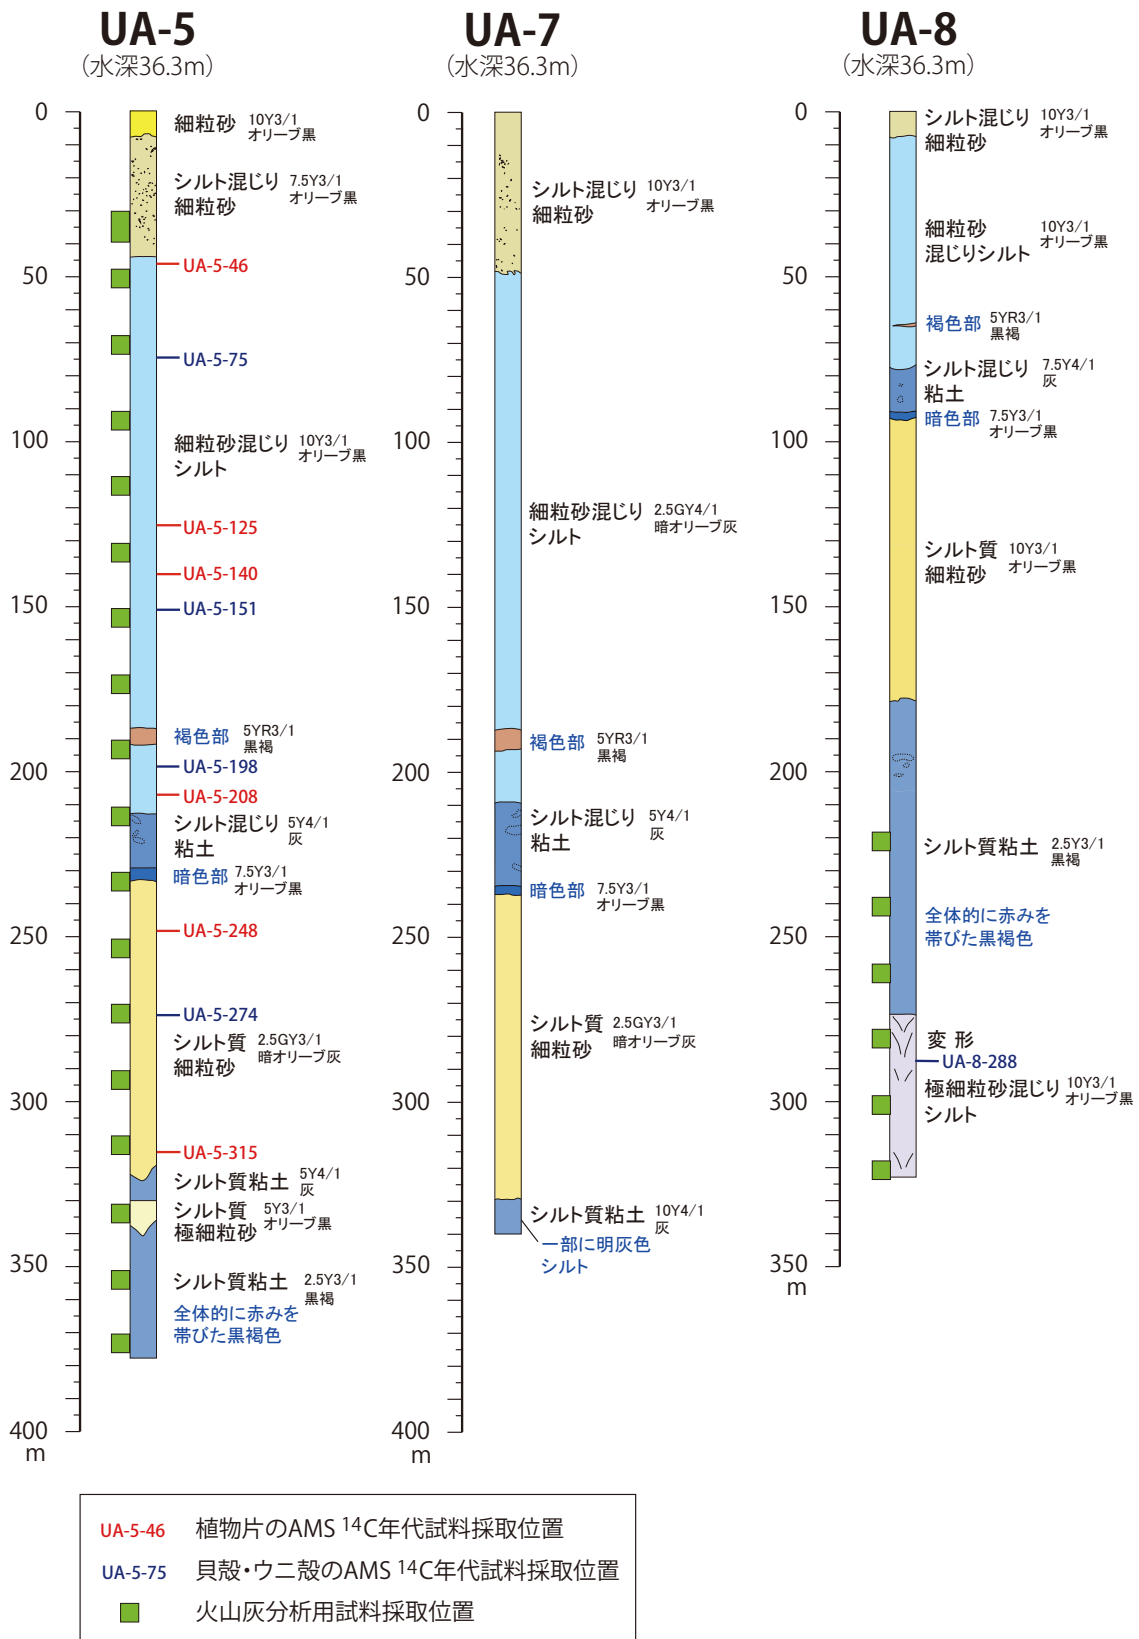 UA-5
(水深36.3m)
0
50
100
150
200
250
300
350
400
m
細粒砂 10Y3/1
オリーブ黒
シルト混じり 7.5Y3/1
細粒砂 オリーブ黒
UA-5-46
UA-5-75
細粒砂混じり 10Y3/1
シルト オリーブ黒
UA-5-125
UA-5-140
UA-5-151
褐色部 5YR3/1
黒褐
UA-5-198
UA-5-208
シルト混じり 5Y4/1
粘土 灰
暗色部 7.5Y3/1
オリーブ黒
UA-5-248
UA-5-274
シルト質 2.5GY3/1
細粒砂 暗オリーブ灰
UA-5-315
シルト質粘土 5Y4/1
灰
シルト質 5Y3/1
極細粒砂 オリーブ黒
シルト質粘土 2.5Y3/1
黒褐
全体的に赤みを
帯びた黒褐色
UA-7
(水深36.3m)
0
50
100
150
200
250
300
350
400
m
シルト混じり 10Y3/1
細粒砂 オリーブ黒
細粒砂混じり 2.5GY4/1
シルト 暗オリーブ灰
褐色部 5YR3/1
黒褐
シルト混じり 5Y4/1
粘土 灰
暗色部 7.5Y3/1
オリーブ黒
シルト質 2.5GY3/1
細粒砂 暗オリーブ灰
シルト質粘土 10Y4/1
灰
一部に明灰色
シルト
UA-8
(水深36.3m)
0
50
100
150
200
250
300
350
m
シルト混じり 10Y3/1
細粒砂 オリーブ黒
細粒砂 10Y3/1
混じりシルト オリーブ黒
褐色部 5YR3/1
黒褐
シルト混じり 7.5Y4/1
粘土 灰
暗色部 7.5Y3/1
オリーブ黒
シルト質 10Y3/1
細粒砂 オリーブ黒
シルト質粘土 2.5Y3/1
黒褐
全体的に赤みを
帯びた黒褐色
変形
UA-8-288
極細粒砂混じり 10Y3/1
シルト オリーブ黒
UA-5-46 植物片のAMS 14C年代試料採取位置
UA-5-75 貝殻・ウニ殻のAMS 14C年代試料採取位置
火山灰分析用試料採取位置